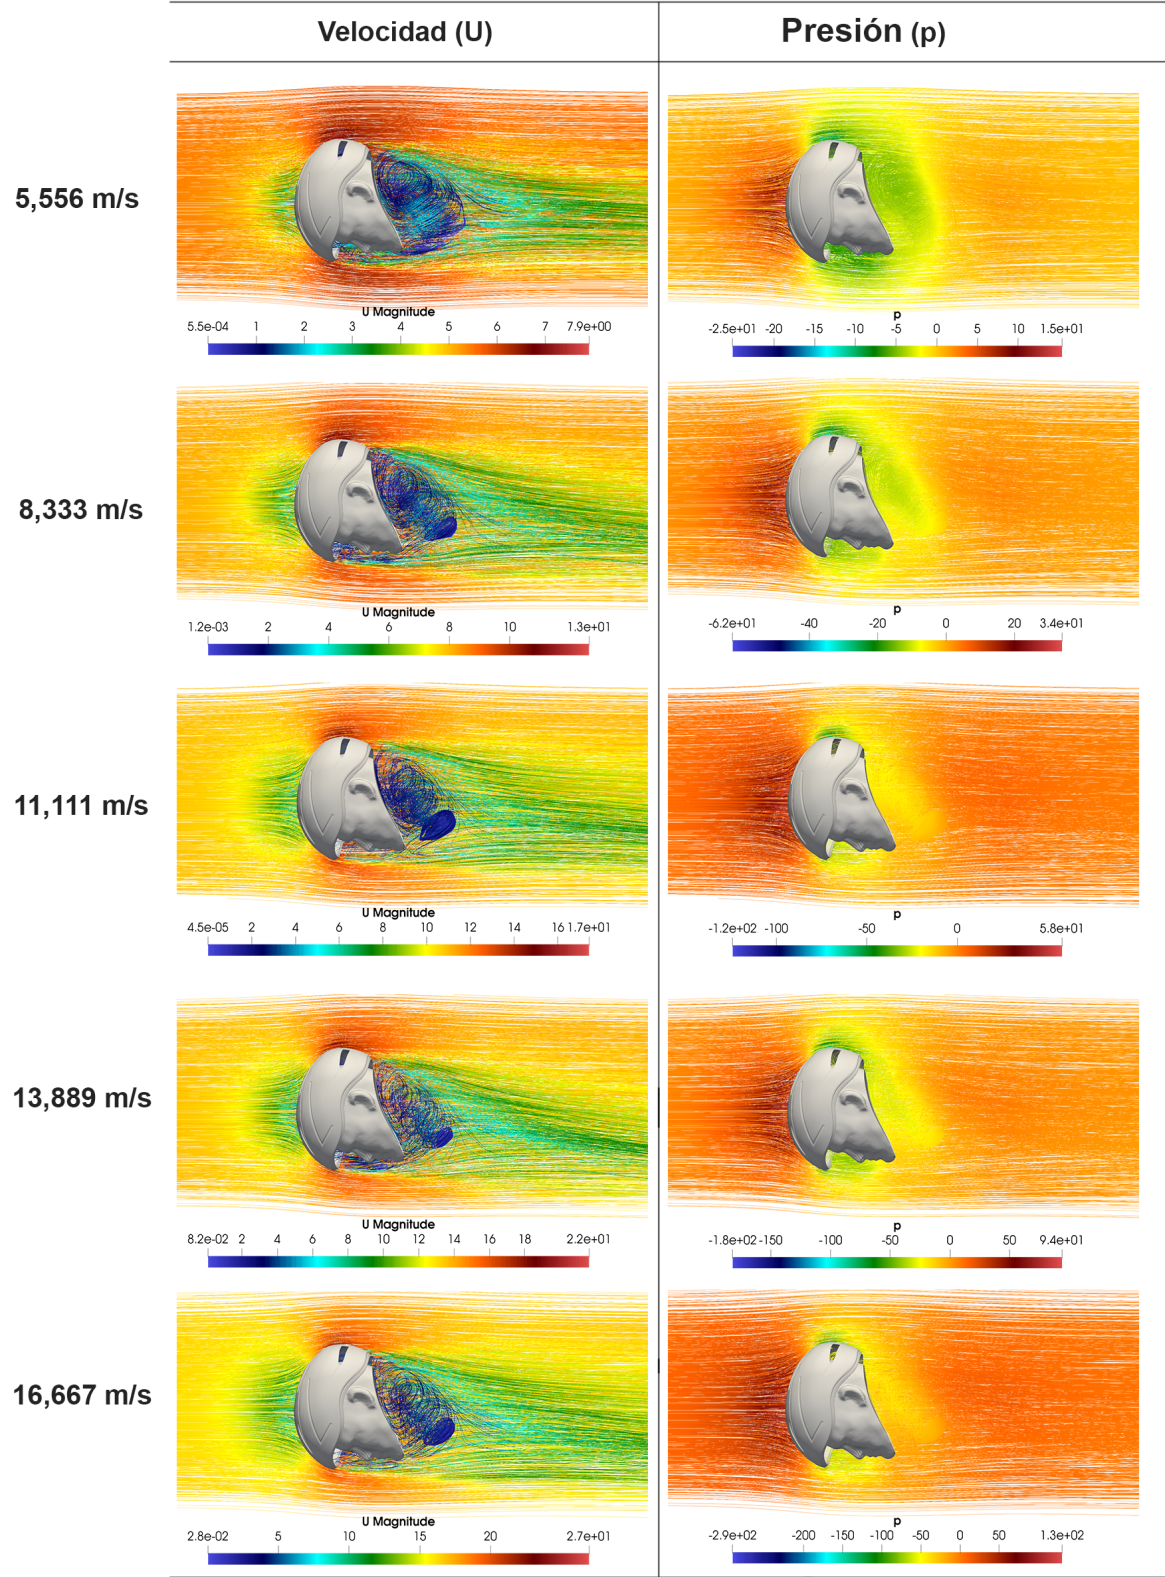 Velocidad (U) Presión (p)
5,556 m/s
U Magnitude p
5.5e-04 1 2 3 4 5 6 7 7.9e+00 -2.5e+01 -20 -15 -10 -5 0 5 10 1.5e+01
8,333 m/s
U Magnitude p
1.2e-03 2 4 6 8 10 1.3e+01 -6.2e+01 -40 -20 0 20 3.4e+01
11,111 m/s
U Magnitude p
4.5e-05 2 4 6 8 10 12 14 16 1.7e+01 -1.2e+02 -100 -50 0 5.8e+01
13,889 m/s
U Magnitude p
8.2e-02 2 4 6 8 10 12 14 16 18 2.2e+01 -1.8e+02 -150 -100 -50 0 50 9.4e+01
16,667 m/s
U Magnitude p
2.8e-02 5 10 15 20 2.7e+01 -2.9e+02 -200 -150 -100 -50 0 50 1.3e+02